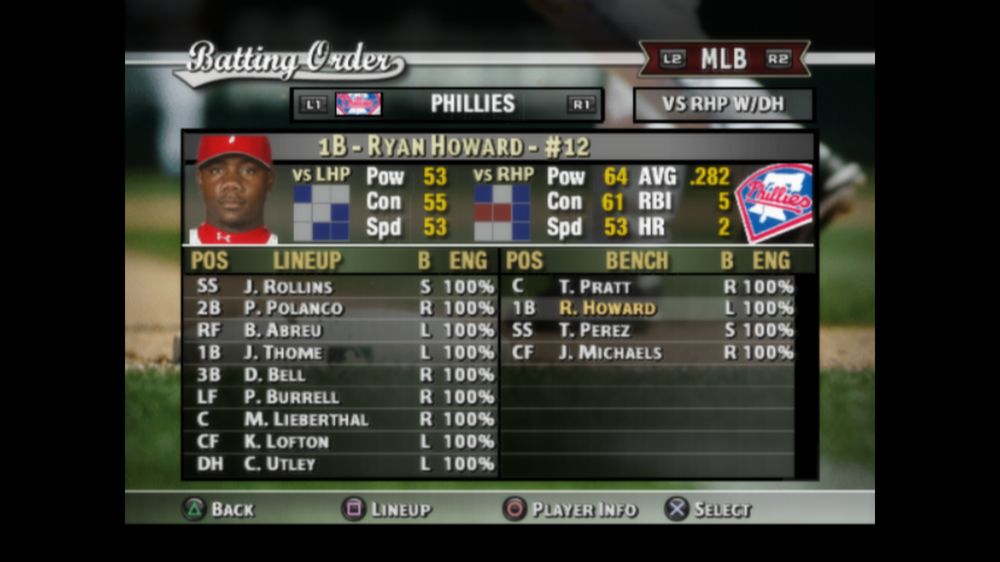 Batting Order
L2 MLB R2
L1 Phillies PHILLIES R1
VS RHP W/DH
1B - RYAN HOWARD - #12
VS LHP POW 53 VS RHP POW 64 AVG .282
CON 55 CON 61 RBI 5
SPD 53 SPD 53 HR 2
Phillies
POS LINEUP B ENG POS BENCH B ENG
SS J. ROLLINS S 100% C T. PRATT R 100%
2B P. POLANCO R 100% 1B R. HOWARD L 100%
RF B. ABREU L 100% SS T. PEREZ S 100%
1B J. THOME L 100% CF J. MICHAELS R 100%
3B D. BELL R 100%
LF P. BURRELL R 100%
C M. LIEBERTHAL R 100%
CF K. LOFTON L 100%
DH C. UTLEY L 100%
BACK LINEUP PLAYER INFO SELECT